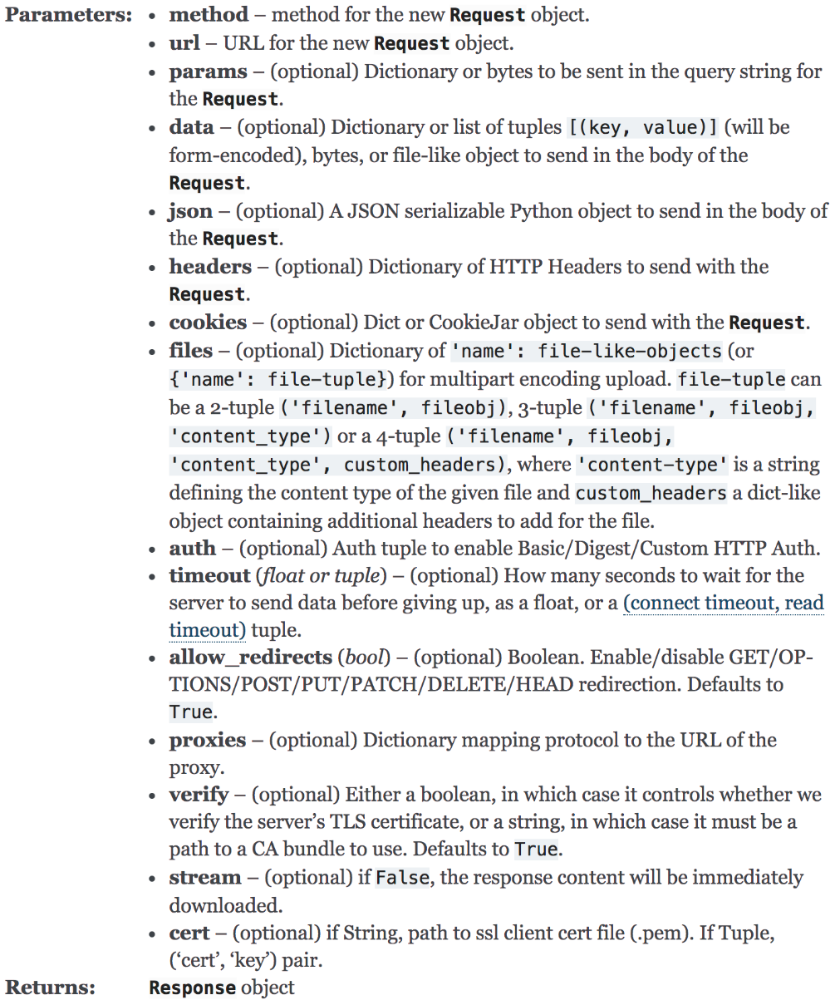 Parameters: • method – method for the new Request object.
• url – URL for the new Request object.
• params – (optional) Dictionary or bytes to be sent in the query string for
the Request.
• data – (optional) Dictionary or list of tuples [(key, value)] (will be
form-encoded), bytes, or file-like object to send in the body of the
Request.
• json – (optional) A JSON serializable Python object to send in the body of
the Request.
• headers – (optional) Dictionary of HTTP Headers to send with the
Request.
• cookies – (optional) Dict or CookieJar object to send with the Request.
• files – (optional) Dictionary of 'name': file-like-objects (or
{'name': file-tuple}) for multipart encoding upload. file-tuple can
be a 2-tuple ('filename', fileobj), 3-tuple ('filename', fileobj,
'content_type') or a 4-tuple ('filename', fileobj,
'content_type', custom_headers), where 'content-type' is a string
defining the content type of the given file and custom_headers a dict-like
object containing additional headers to add for the file.
• auth – (optional) Auth tuple to enable Basic/Digest/Custom HTTP Auth.
• timeout (float or tuple) – (optional) How many seconds to wait for the
server to send data before giving up, as a float, or a (connect timeout, read
timeout) tuple.
• allow_redirects (bool) – (optional) Boolean. Enable/disable GET/OP-
TIONS/POST/PUT/PATCH/DELETE/HEAD redirection. Defaults to
True.
• proxies – (optional) Dictionary mapping protocol to the URL of the
proxy.
• verify – (optional) Either a boolean, in which case it controls whether we
verify the server’s TLS certificate, or a string, in which case it must be a
path to a CA bundle to use. Defaults to True.
• stream – (optional) if False, the response content will be immediately
downloaded.
• cert – (optional) if String, path to ssl client cert file (.pem). If Tuple,
(‘cert’, ‘key’) pair.
Returns: Response object